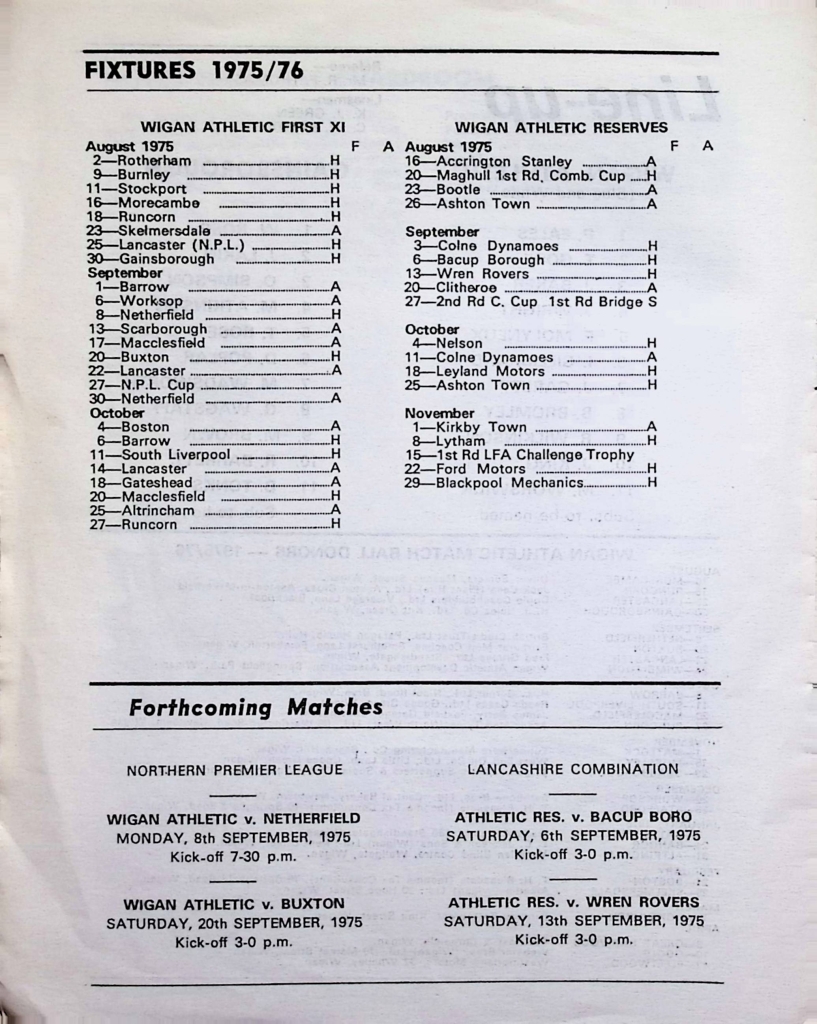 FIXTURES 1975/76
WIGAN ATHLETIC FIRST XI
August 1975 F A
2—Rotherham H
9—Burnley H
11—Stockport H
16—Morecambe H
18—Runcorn H
23—Skelmersdale A
25—Lancaster (N.P.L.) H
30—Gainsborough H
September
1—Barrow A
6—Worksop A
8—Netherfield H
13—Scarborough A
17—Macclesfield A
20—Buxton H
22—Lancaster A
27—N.P.L. Cup
30—Netherfield A
October
4—Boston A
6—Barrow H
11—South Liverpool H
14—Lancaster A
18—Gateshead A
20—Macclesfield H
25—Altrincham A
27—Runcorn H
WIGAN ATHLETIC RESERVES
August 1975 F A
16—Accrington Stanley A
20—Maghull 1st Rd. Comb. Cup H
23—Bootle A
26—Ashton Town A
September
3—Colne Dynamoes H
6—Bacup Borough H
13—Wren Rovers H
20—Clitheroe A
27—2nd Rd C. Cup 1st Rd Bridge S
October
4—Nelson H
11—Colne Dynamoes A
18—Leyland Motors H
25—Ashton Town H
November
1—Kirkby Town A
8—Lytham H
15—1st Rd LFA Challenge Trophy
22—Ford Motors H
29—Blackpool Mechanics H
Forthcoming Matches
NORTHERN PREMIER LEAGUE
WIGAN ATHLETIC v. NETHERFIELD
MONDAY, 8th SEPTEMBER, 1975
Kick-off 7-30 p.m.
WIGAN ATHLETIC v. BUXTON
SATURDAY, 20th SEPTEMBER, 1975
Kick-off 3-0 p.m.
LANCASHIRE COMBINATION
ATHLETIC RES. v. BACUP BORO
SATURDAY, 6th SEPTEMBER, 1975
Kick-off 3-0 p.m.
ATHLETIC RES. v. WREN ROVERS
SATURDAY, 13th SEPTEMBER, 1975
Kick-off 3-0 p.m.